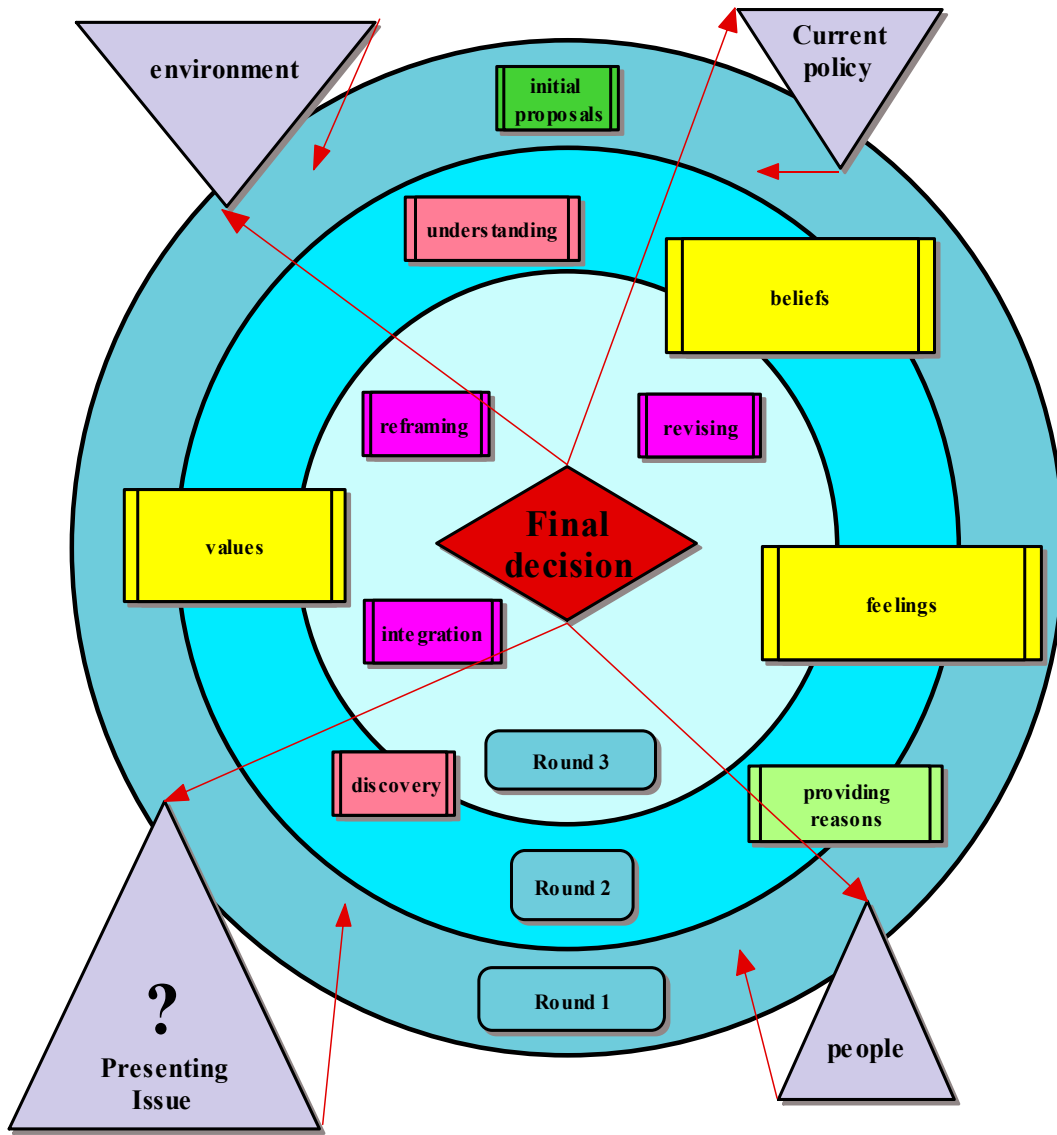 environment
Current
policy
initial
proposals
understanding
beliefs
reframing
revising
Final
decision
values
feelings
integration
Round 3
discovery
providing
reasons
Round 2
Round 1
?
Presenting
Issue
people